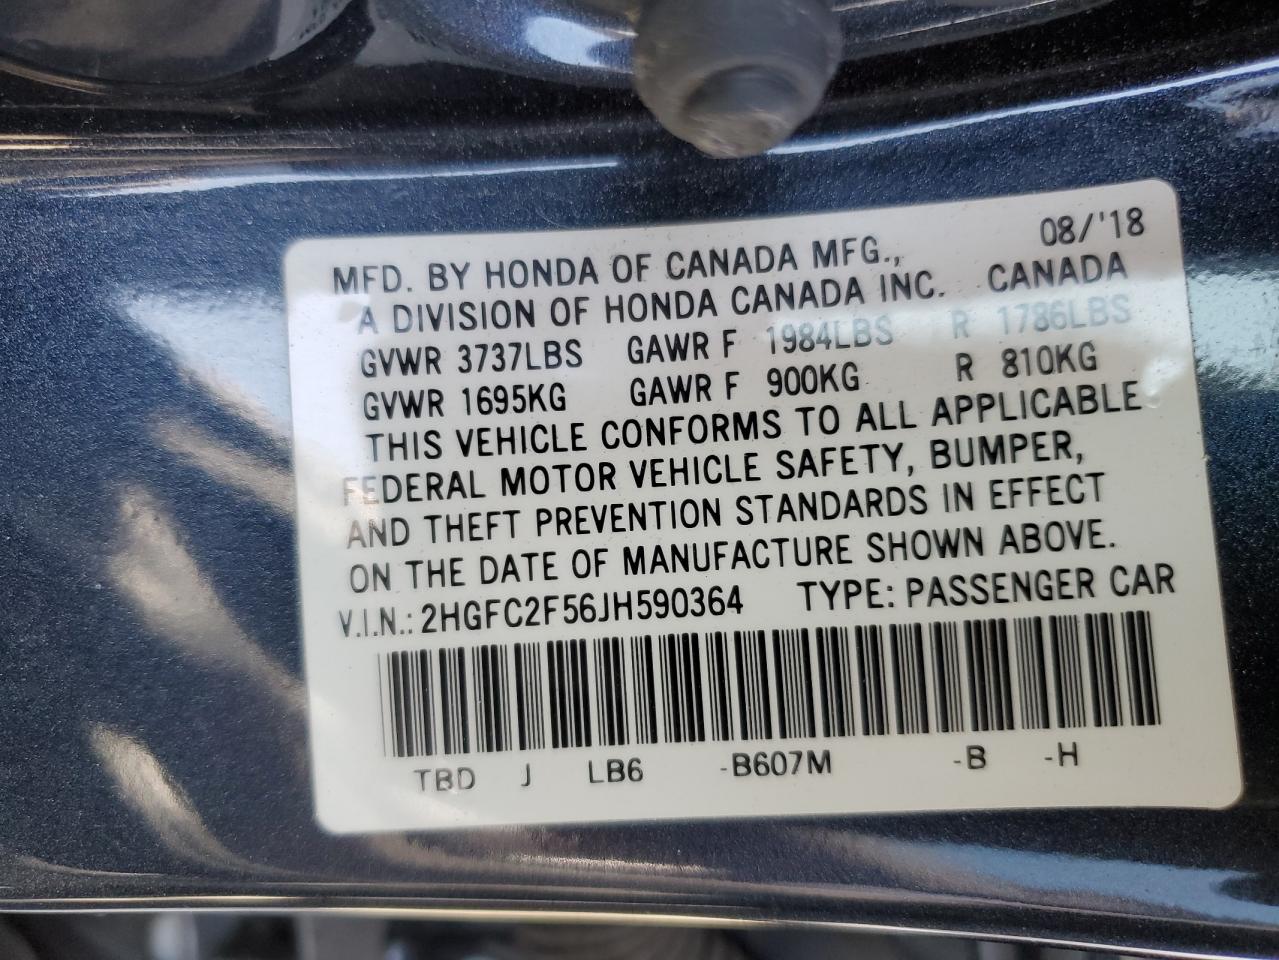 08/'18
MFD. BY HONDA OF CANADA MFG.,
A DIVISION OF HONDA CANADA INC. CANADA
GVWR 3737LBS GAWR F 1984LBS R 1786LBS
GVWR 1695KG GAWR F 900KG R 810KG
THIS VEHICLE CONFORMS TO ALL APPLICABLE
FEDERAL MOTOR VEHICLE SAFETY, BUMPER,
AND THEFT PREVENTION STANDARDS IN EFFECT
ON THE DATE OF MANUFACTURE SHOWN ABOVE.
V.I.N.: 2HGFC2F56JH590364 TYPE: PASSENGER CAR
TBD J LB6 -B607M -B -H